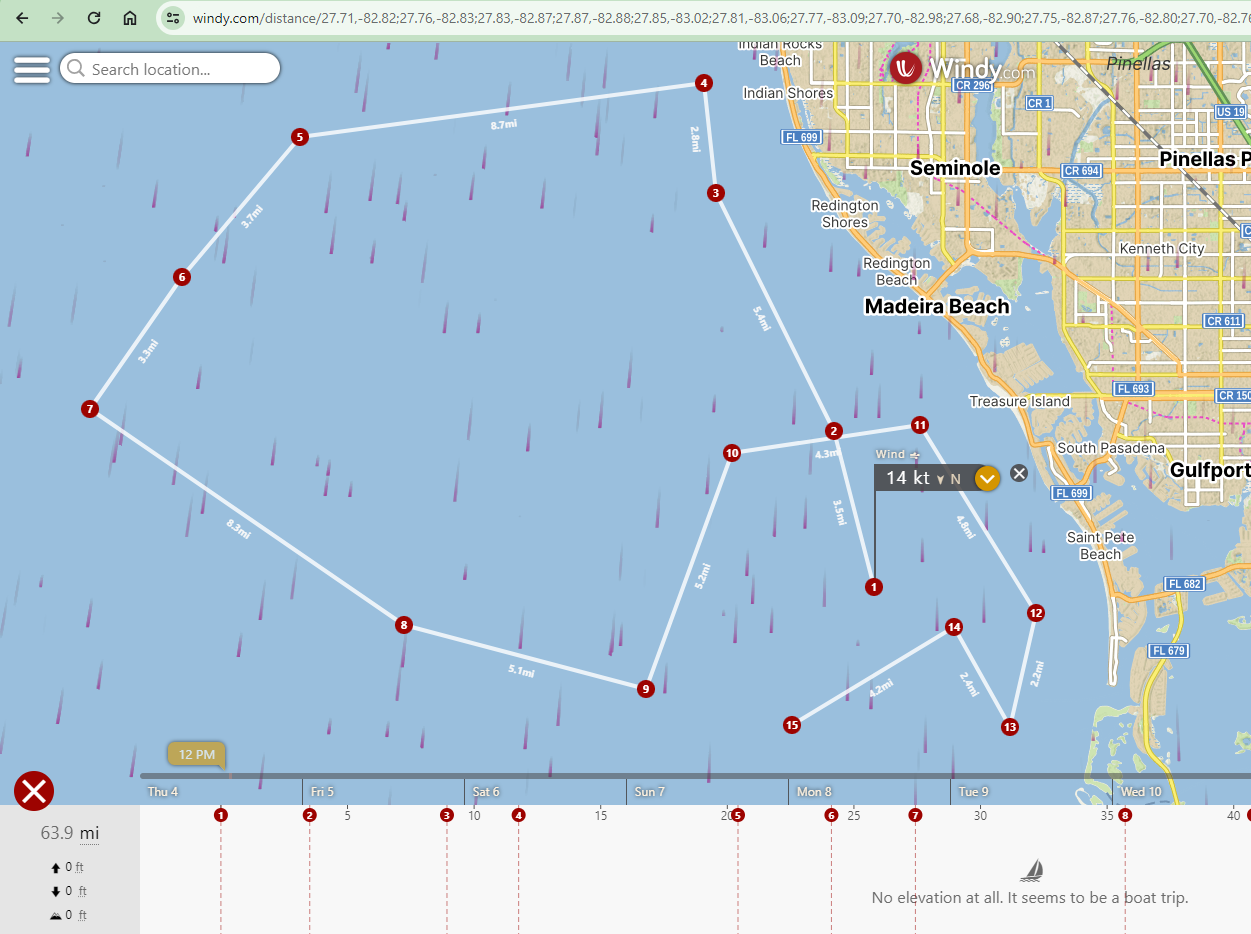 windy.com/distance/27.71,-82.82;27.76,-82.83;27.83,-82.87;27.87,-82.88;27.85,-83.02;27.81,-83.06;27.77,-83.09;27.70,-82.98;27.68,-82.90;27.75,-82.87;27.76,-82.80;27.70,-82.76
Search location...
Indian Rocks
Beach
Windy.com
Pinellas
CR 296
Indian Shores
CR 1
US 19
4
8.7mi
2.8mi
5
FL 699
Pinellas P
Seminole
CR 694
3
3.7mi
Redington
Shores
Kenneth City
Redington
Beach
6
Madeira Beach
5.4mi
CR 611
3.3mi
FL 693
CR 150
7
Treasure Island
2
11
10
4.3m
South Pasadena
Wind
14 kt N
Gulfport
FL 699
3.5mi
8.3mi
4.8mi
Saint Pete
Beach
5.2mi
1
FL 682
12
8
14
FL 679
5.1mi
2.4mi
2.2mi
4.2mi
9
15
13
12 PM
Thu 4
Fri 5
Sat 6
Sun 7
Mon 8
Tue 9
Wed 10
1 2 5 3 10 4 15 20 5 6 25 7 30 35 8 40
63.9 mi
0 ft
0 ft
0 ft
No elevation at all. It seems to be a boat trip.